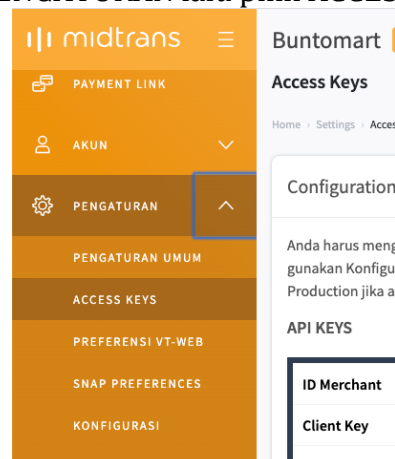 midtrans
PAYMENT LINK
AKUN
PENGATURAN
PENGATURAN UMUM
ACCESS KEYS
PREFERENSI VT-WEB
SNAP PREFERENCES
KONFIGURASI
Buntomart
Access Keys
Home › Settings › Acces
Configuration
Anda harus meng
gunakan Konfigu
Production jika a
API KEYS
ID Merchant
Client Key